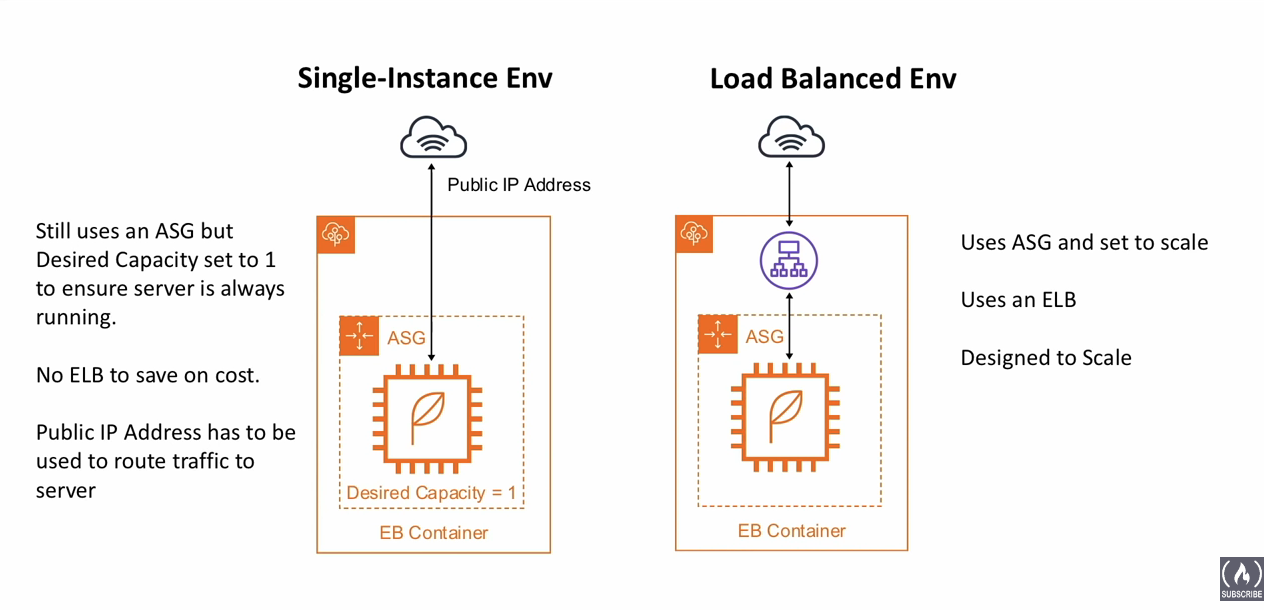 Single-Instance Env
Public IP Address
Still uses an ASG but
Desired Capacity set to 1
to ensure server is always
running.
No ELB to save on cost.
Public IP Address has to be
used to route traffic to
server
ASG
Desired Capacity = 1
EB Container
Load Balanced Env
ASG
EB Container
Uses ASG and set to scale
Uses an ELB
Designed to Scale
SUBSCRIBE